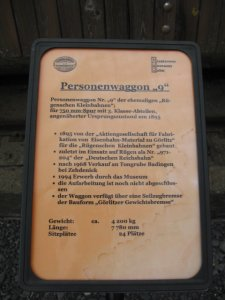 Personenwaggon „9“
Personenwaggon Nr. „9“ der ehemaligen „Rü-
genschen Kleinbahnen“
für 750 mm Spur mit 3. Klasse-Abteilen,
angenäherter Ursprungszustand um 1895
• 1895 von der „Aktiengesellschaft für Fabri-
kation von Eisenbahn-Material zu Görlitz“
für die „Rügenschen Kleinbahnen“ gebaut
• zuletzt im Einsatz auf Rügen als Nr. „971-
204“ der „Deutschen Reichsbahn“
• nach 1968 Verkauf an Tongrube Badingen
bei Zehdenick
• 1994 Erwerb durch das Museum
• die Aufarbeitung ist noch nicht abgeschlos-
sen
• der Waggon verfügt über eine Seilzugbremse
der Bauform „Görlitzer Gewichtsbremse“
Gewicht: ca. 4 200 kg
Länge: 7 780 mm
Sitzplätze 24 Plätze